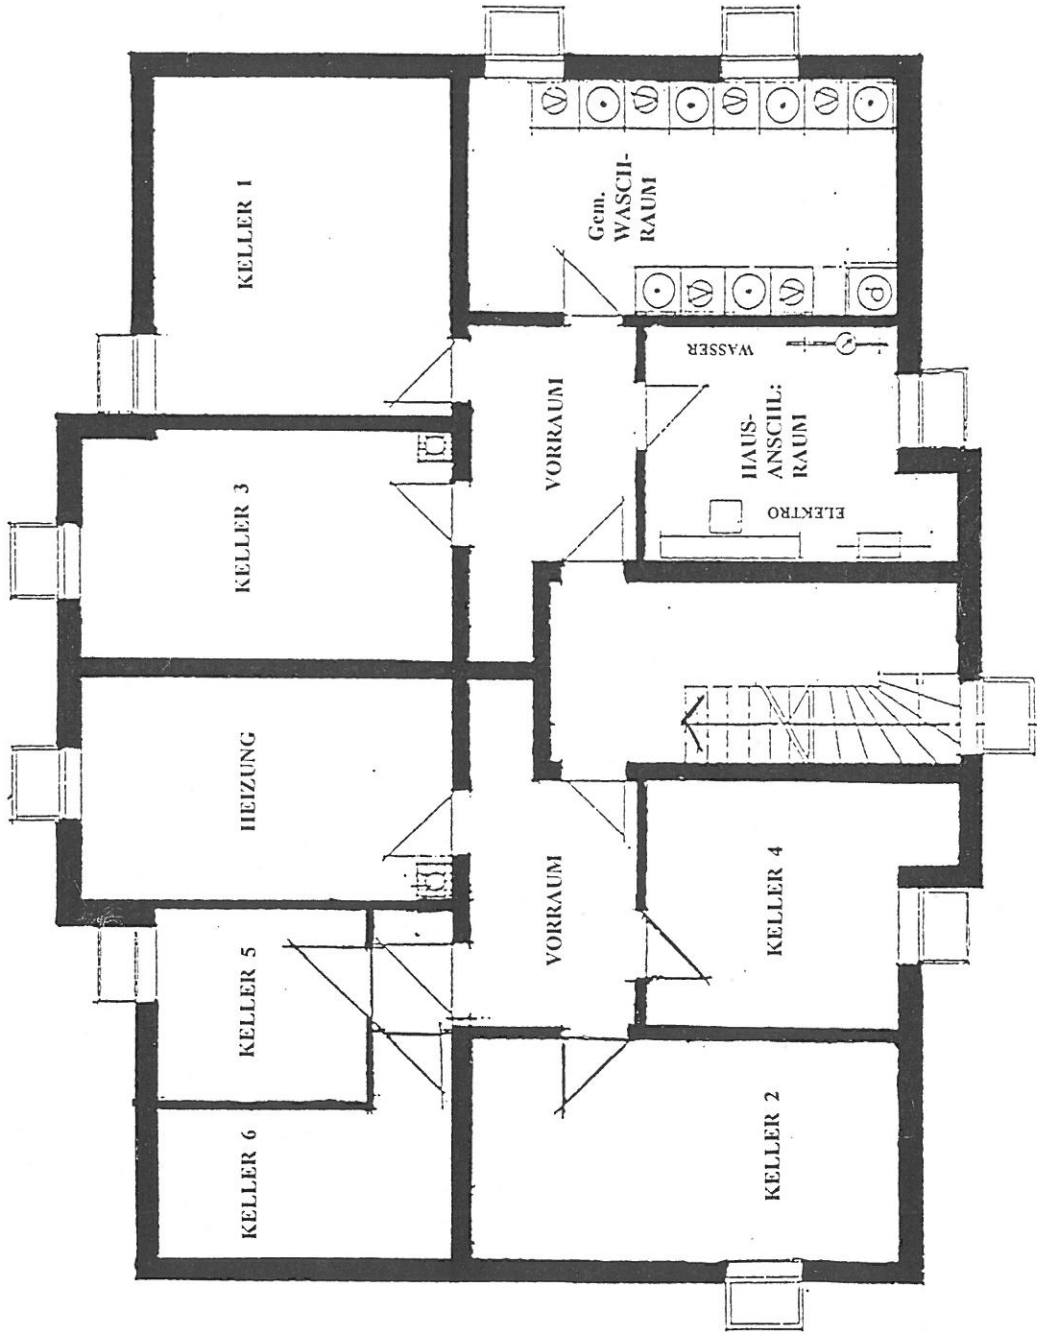 KELLER 6
KELLER 5
HEIZUNG
KELLER 3
KELLER 1
VORRAUM
VORRAUM
Gem.
WASCH-
RAUM
KELLER 2
KELLER 4
ELEKTRO
HAUS-
ANSCHL:
RAUM
WASSER
d